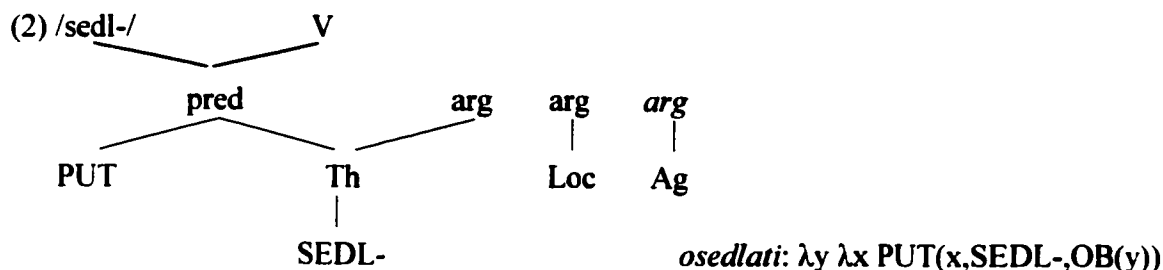 (2) /sedl-/ V
pred arg arg arg
PUT Th Loc Ag
SEDL- osedlati: λy λx PUT(x,SEDL-,OB(y))